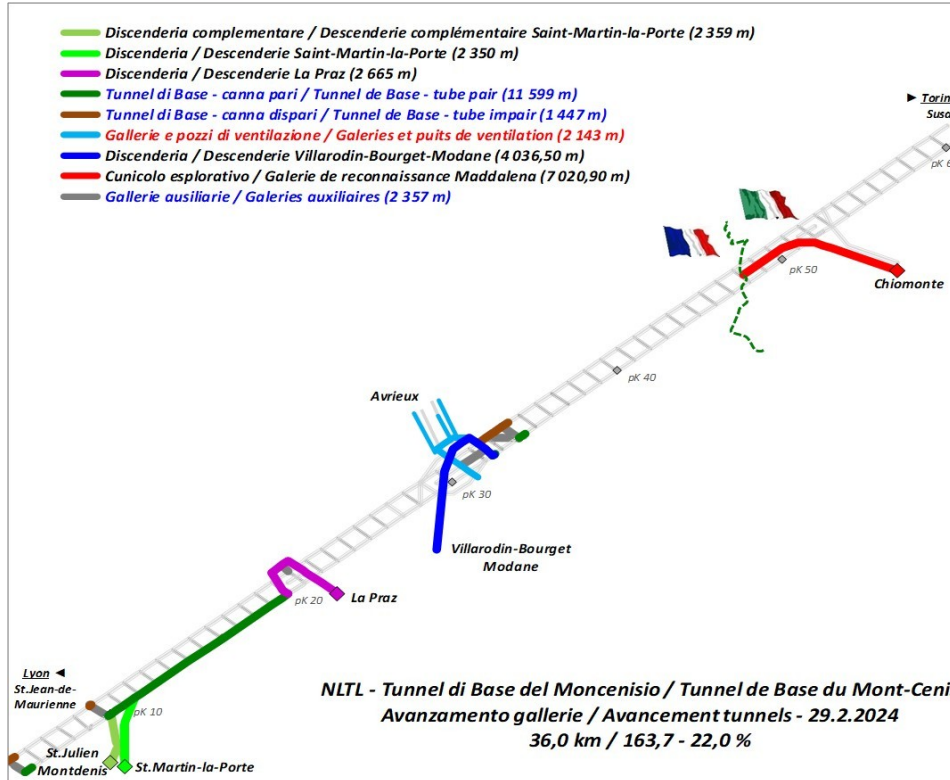 Discenderia complementare / Descenderie complémentaire Saint-Martin-la-Porte (2 359 m)
Discenderia / Descenderie Saint-Martin-la-Porte (2 350 m)
Discenderia / Descenderie La Praz (2 665 m)
Tunnel di Base - canna pari / Tunnel de Base - tube pair (11 599 m)
Tunnel di Base - canna dispari / Tunnel de Base - tube impair (1 447 m)
Gallerie e pozzi di ventilazione / Galeries et puits de ventilation (2 143 m)
Discenderia / Descenderie Villarodin-Bourget-Modane (4 036,50 m)
Cunicolo esplorativo / Galerie de reconnaissance Maddalena (7 020,90 m)
Gallerie ausiliarie / Galeries auxiliaires (2 357 m)
► Torin
Susa
pK 6
pK 50
Chiomonte
pK 40
Avrieux
pK 30
Villarodin-Bourget
Modane
pK 20
La Praz
Lyon ◄
St.Jean-de-
Maurienne
pK 10
St.Julien
Montdenis
St.Martin-la-Porte
NLTL - Tunnel di Base del Moncenisio / Tunnel de Base du Mont-Ceni
Avanzamento gallerie / Avancement tunnels - 29.2.2024
36,0 km / 163,7 - 22,0 %